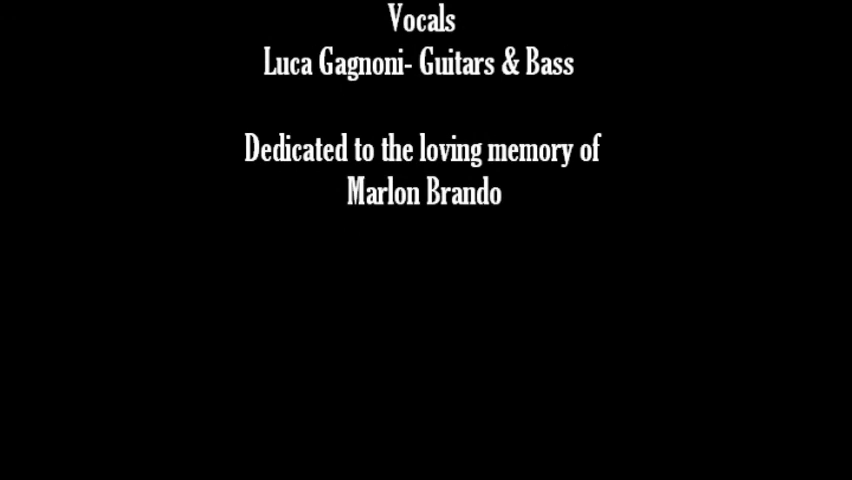 Vocals
Luca Gagnoni- Guitars & Bass
Dedicated to the loving memory of
Marlon Brando